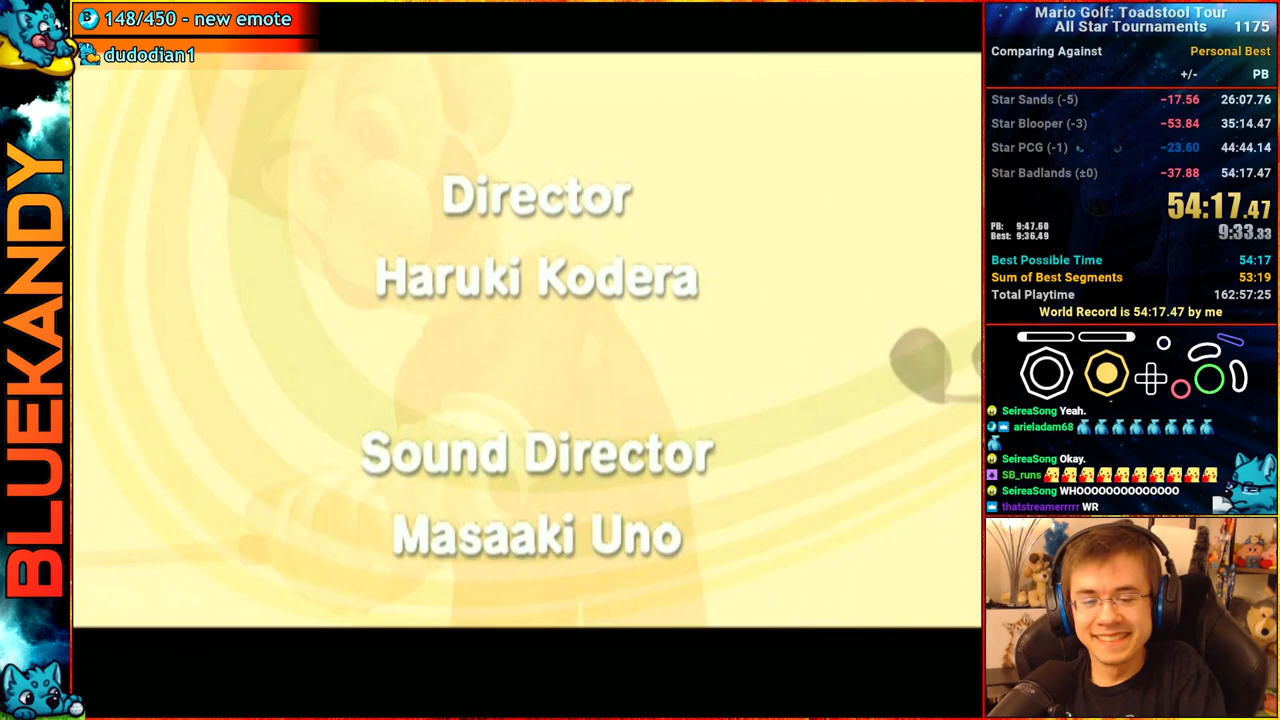 148/450 - new emote
dudodian1
BLUEKANDY
Director
Haruki Kodera
Sound Director
Masaaki Uno
Mario Golf: Toadstool Tour
All Star Tournaments 1175
Comparing Against Personal Best
+/- PB
Star Sands (-5) -17.56 26:07.76
Star Blooper (-3) -53.84 35:14.47
Star PCG (-1) -23.60 44:44.14
Star Badlands (±0) -37.88 54:17.47
54:17.47
PB: 9:47.60
Best: 9:36.49
9:33.33
Best Possible Time 54:17
Sum of Best Segments 53:19
Total Playtime 162:57:25
World Record is 54:17.47 by me
SeireaSong Yeah.
arieladam68
SeireaSong Okay.
SB_runs
SeireaSong WHOOOOOOOOOOOOOO
thatstreamerrrrr WR